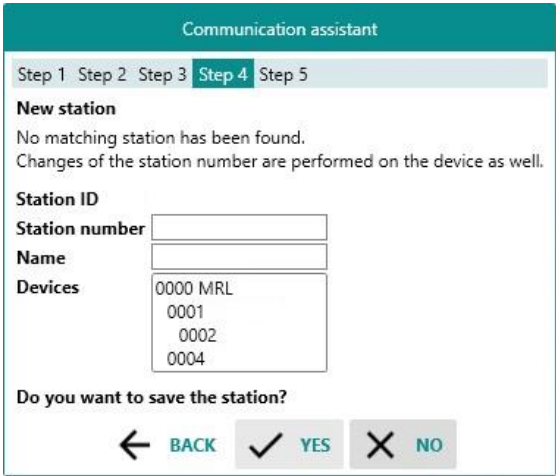 Communication assistant
Step 1 Step 2 Step 3 Step 4 Step 5
New station
No matching station has been found.
Changes of the station number are performed on the device as well.
Station ID
Station number
Name
Devices
0000 MRL
0001
0002
0004
Do you want to save the station?
BACK YES NO